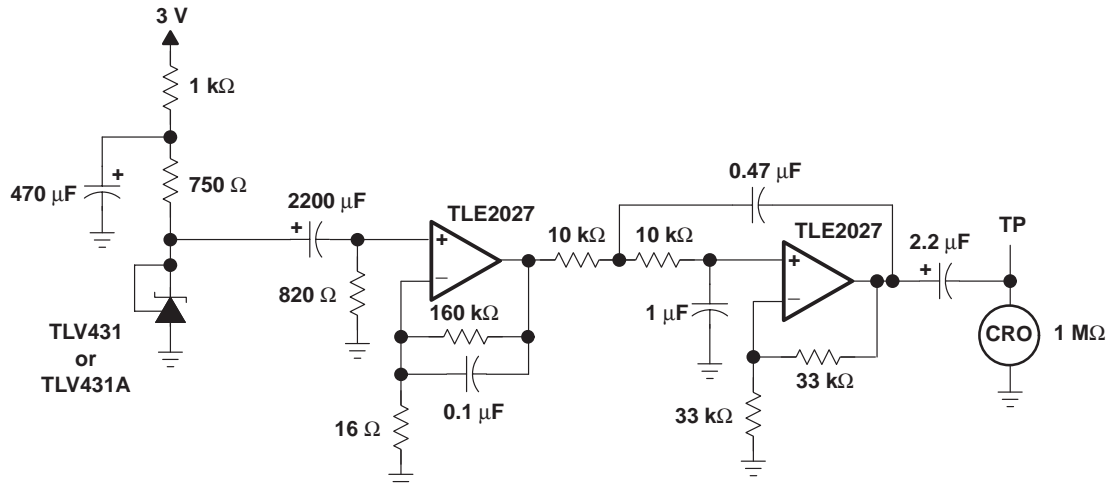 3 V
1 kΩ
470 μF
+
750 Ω
2200 μF
+
820 Ω
TLV431
or
TLV431A
TLE2027
+
−
160 kΩ
0.1 μF
16 Ω
10 kΩ
10 kΩ
0.47 μF
1 μF
TLE2027
+
−
33 kΩ
33 kΩ
2.2 μF
+
TP
CRO
1 MΩ